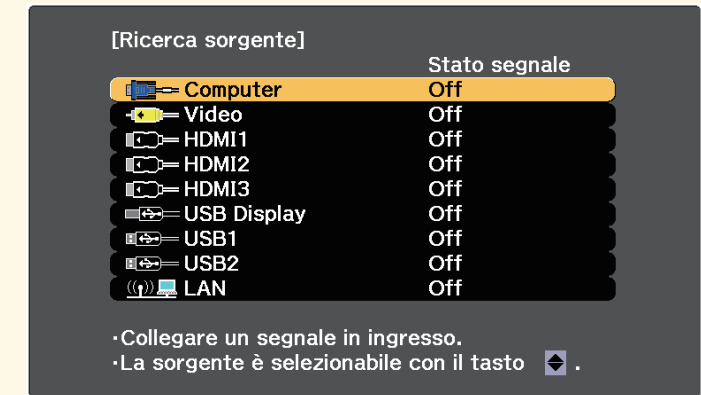 [Ricerca sorgente]
Stato segnale
Computer Off
Video Off
HDMI1 Off
HDMI2 Off
HDMI3 Off
USB Display Off
USB1 Off
USB2 Off
LAN Off
·Collegare un segnale in ingresso.
·La sorgente è selezionabile con il tasto .